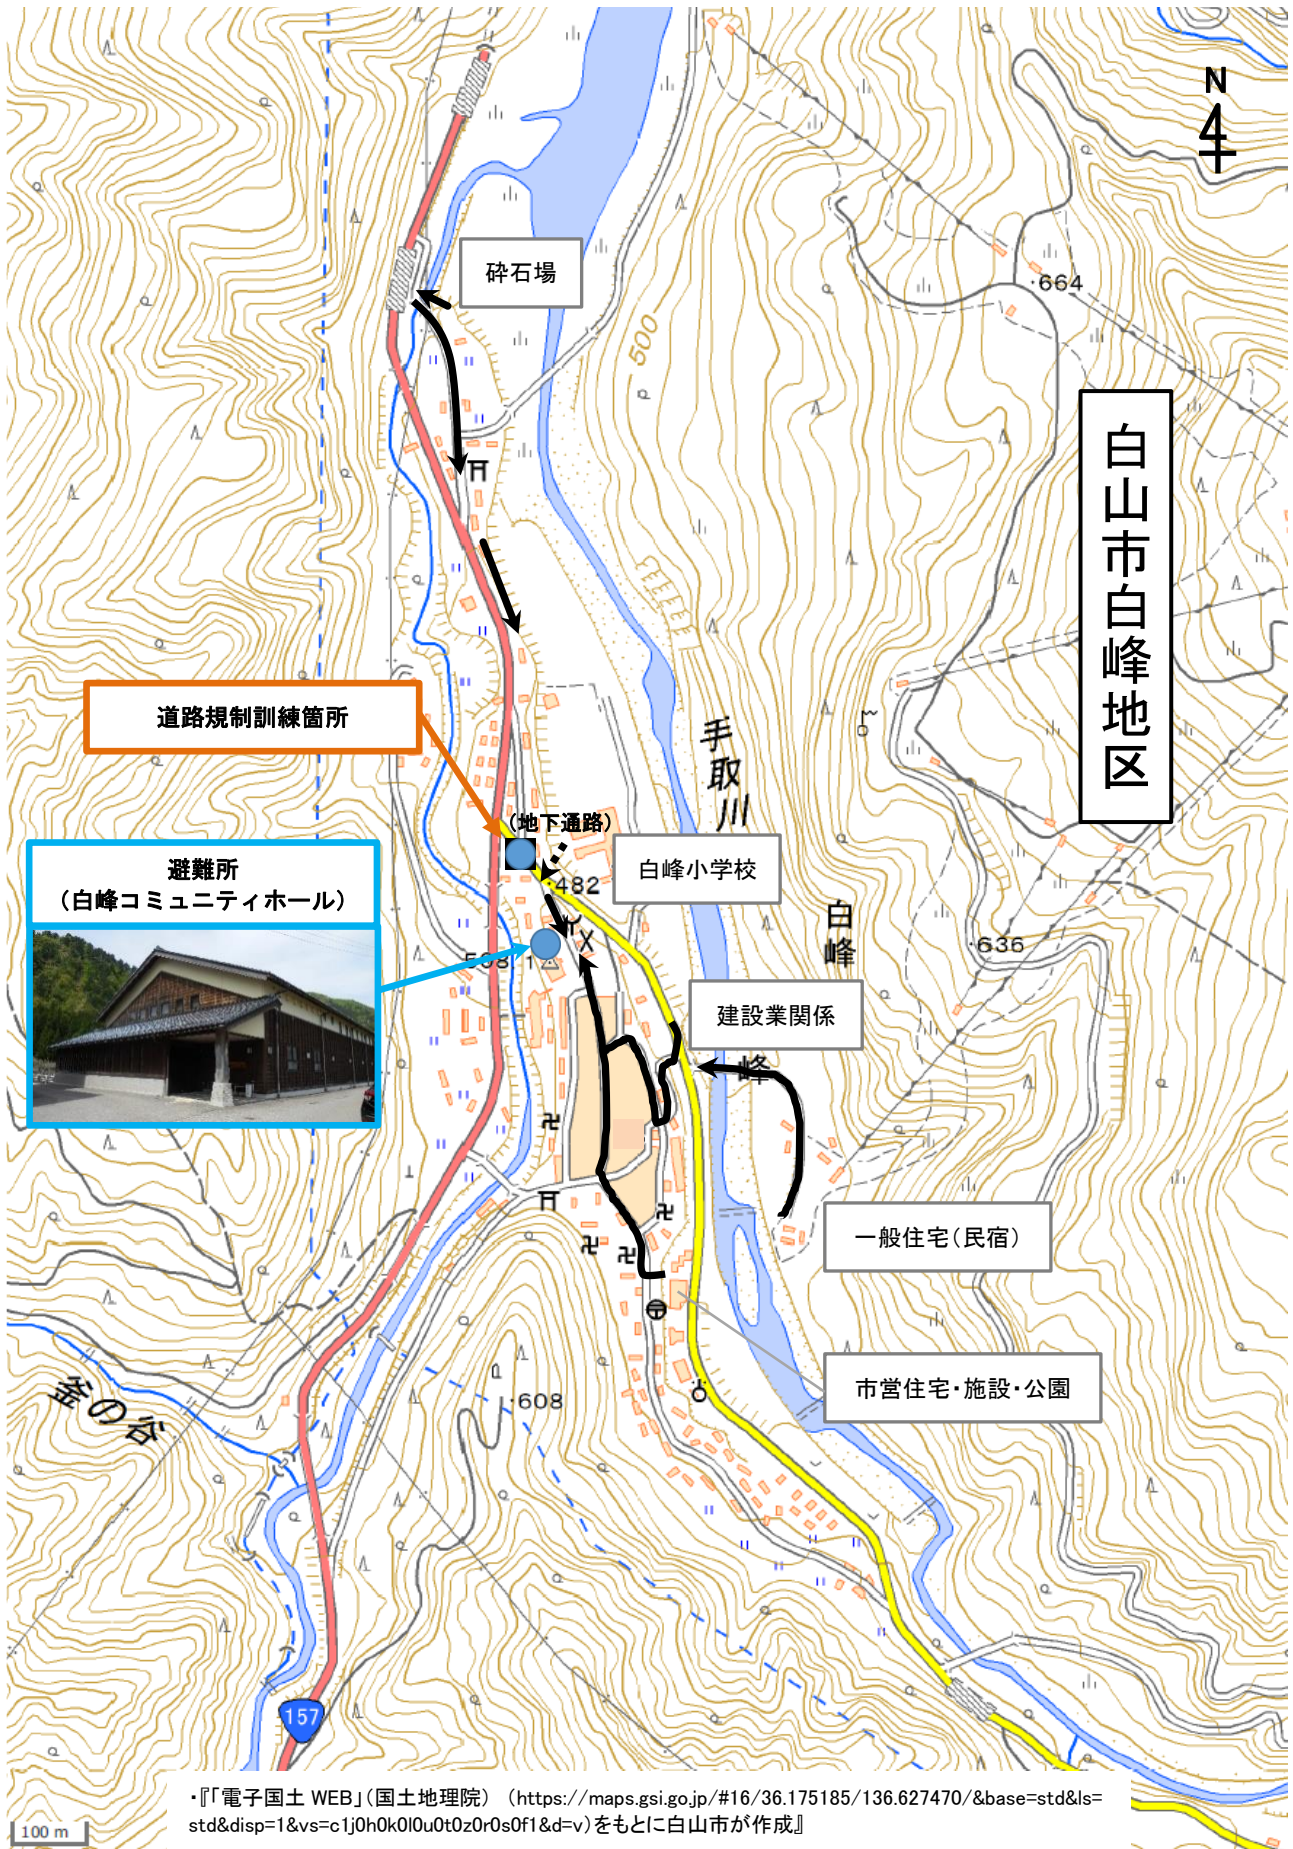 N
4
砕石場
500
・664
白山市白峰地区
道路規制訓練箇所
手取川
(地下通路)
避難所
(白峰コミュニティホール)
白峰小学校
・482
白峰
・636
建設業関係
峰
一般住宅(民宿)
市営住宅・施設・公園
釜の谷
・608
157
・『「電子国土 WEB」(国土地理院) (https://maps.gsi.go.jp/#16/36.175185/136.627470/&base=std&ls=
std&disp=1&vs=c1j0h0k0l0u0t0z0r0s0f1&d=v)をもとに白山市が作成』
100 m